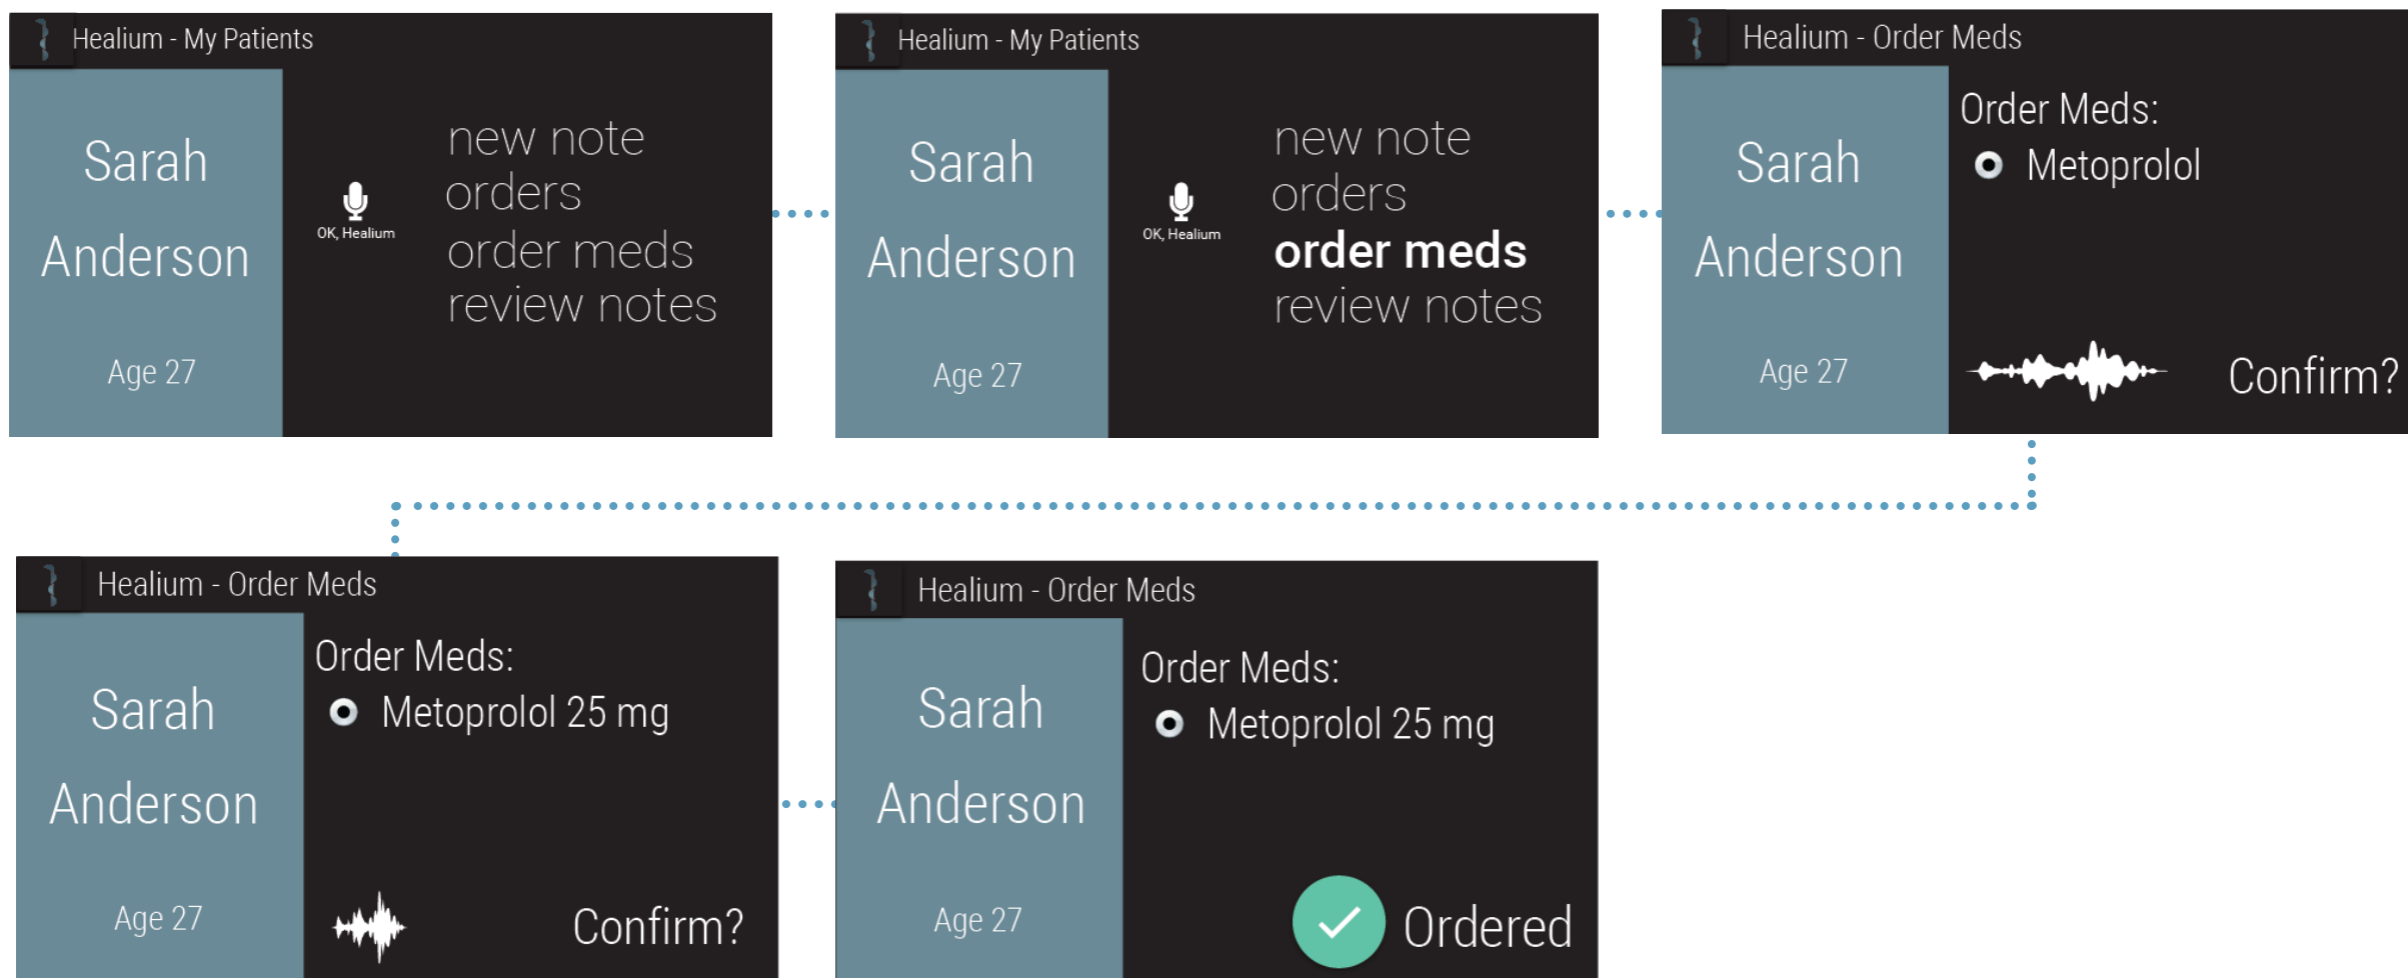 Healium - My Patients
Sarah
Anderson
Age 27
OK, Healium
new note
orders
order meds
review notes
Healium - My Patients
Sarah
Anderson
Age 27
OK, Healium
new note
orders
order meds
review notes
Healium - Order Meds
Sarah
Anderson
Age 27
Order Meds:
Metoprolol
Confirm?
Healium - Order Meds
Sarah
Anderson
Age 27
Order Meds:
Metoprolol 25 mg
Confirm?
Healium - Order Meds
Sarah
Anderson
Age 27
Order Meds:
Metoprolol 25 mg
Ordered